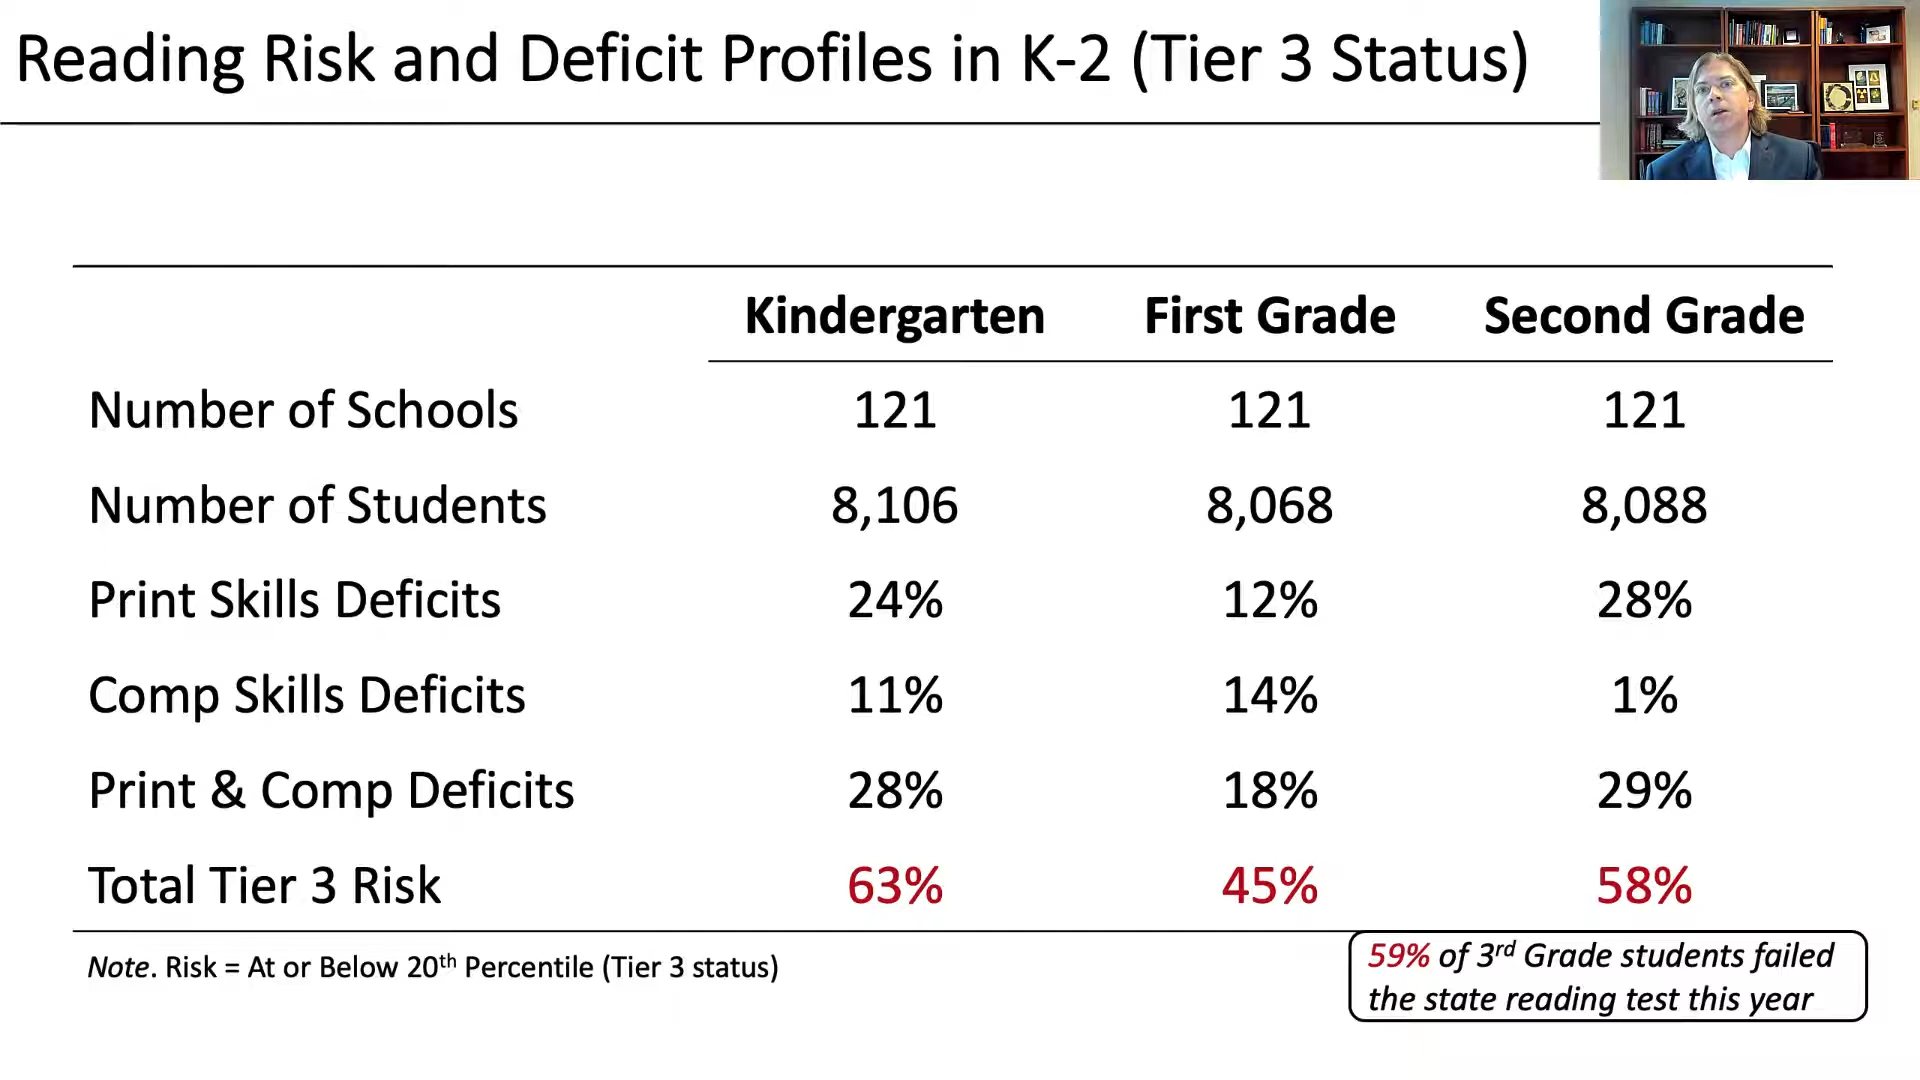 Reading Risk and Deficit Profiles in K-2 (Tier 3 Status)
Kindergarten First Grade Second Grade
Number of Schools 121 121 121
Number of Students 8,106 8,068 8,088
Print Skills Deficits 24% 12% 28%
Comp Skills Deficits 11% 14% 1%
Print & Comp Deficits 28% 18% 29%
Total Tier 3 Risk 63% 45% 58%
Note. Risk = At or Below 20th Percentile (Tier 3 status)
59% of 3rd Grade students failed
the state reading test this year